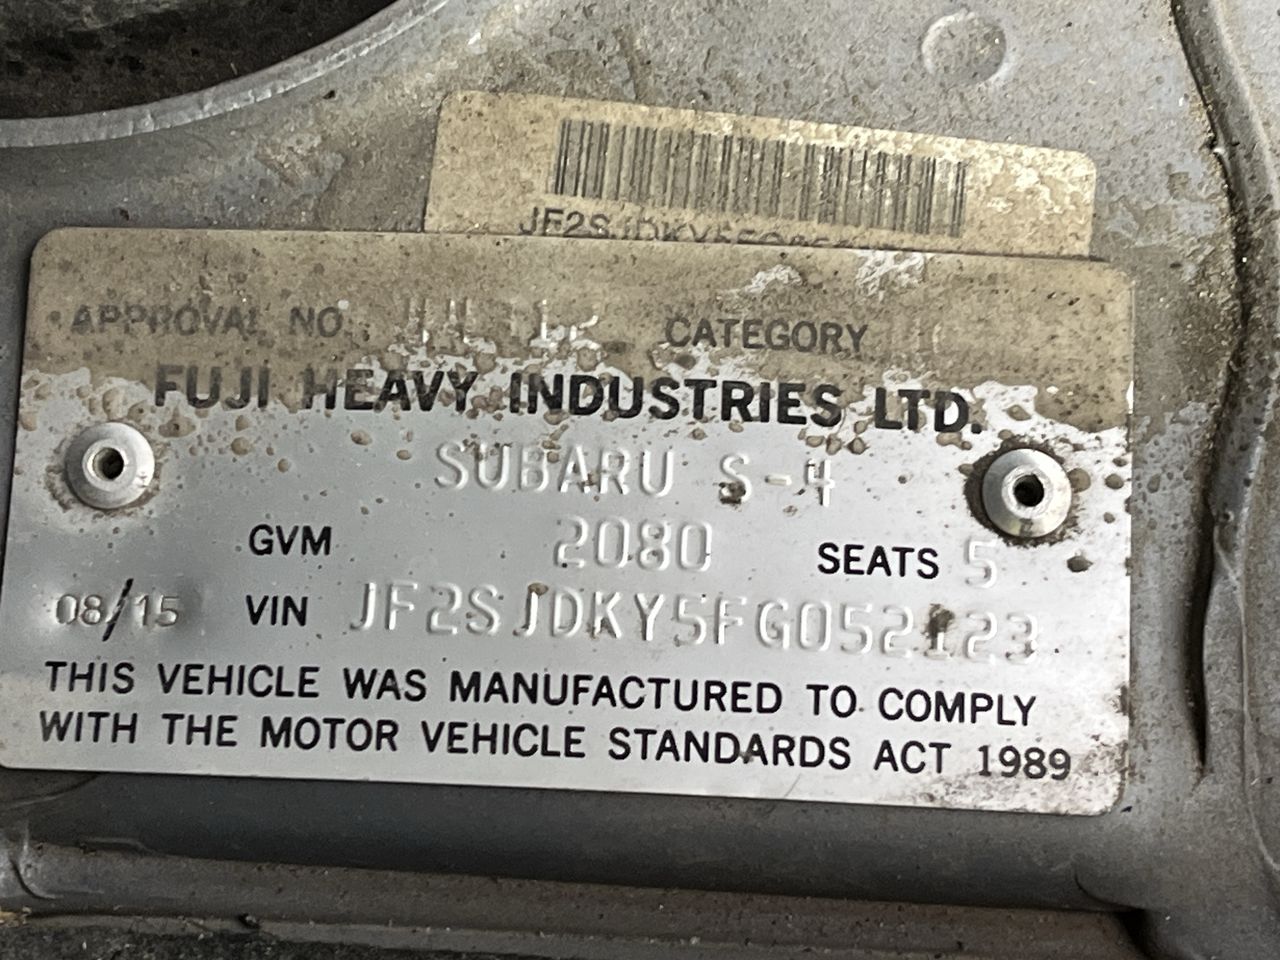 JF2SJDKY5FG052123
APPROVAL NO. CATEGORY
FUJI HEAVY INDUSTRIES LTD.
SUBARU S-4
GVM 2080 SEATS 5
08/15 VIN JF2SJDKY5FG052123
THIS VEHICLE WAS MANUFACTURED TO COMPLY
WITH THE MOTOR VEHICLE STANDARDS ACT 1989